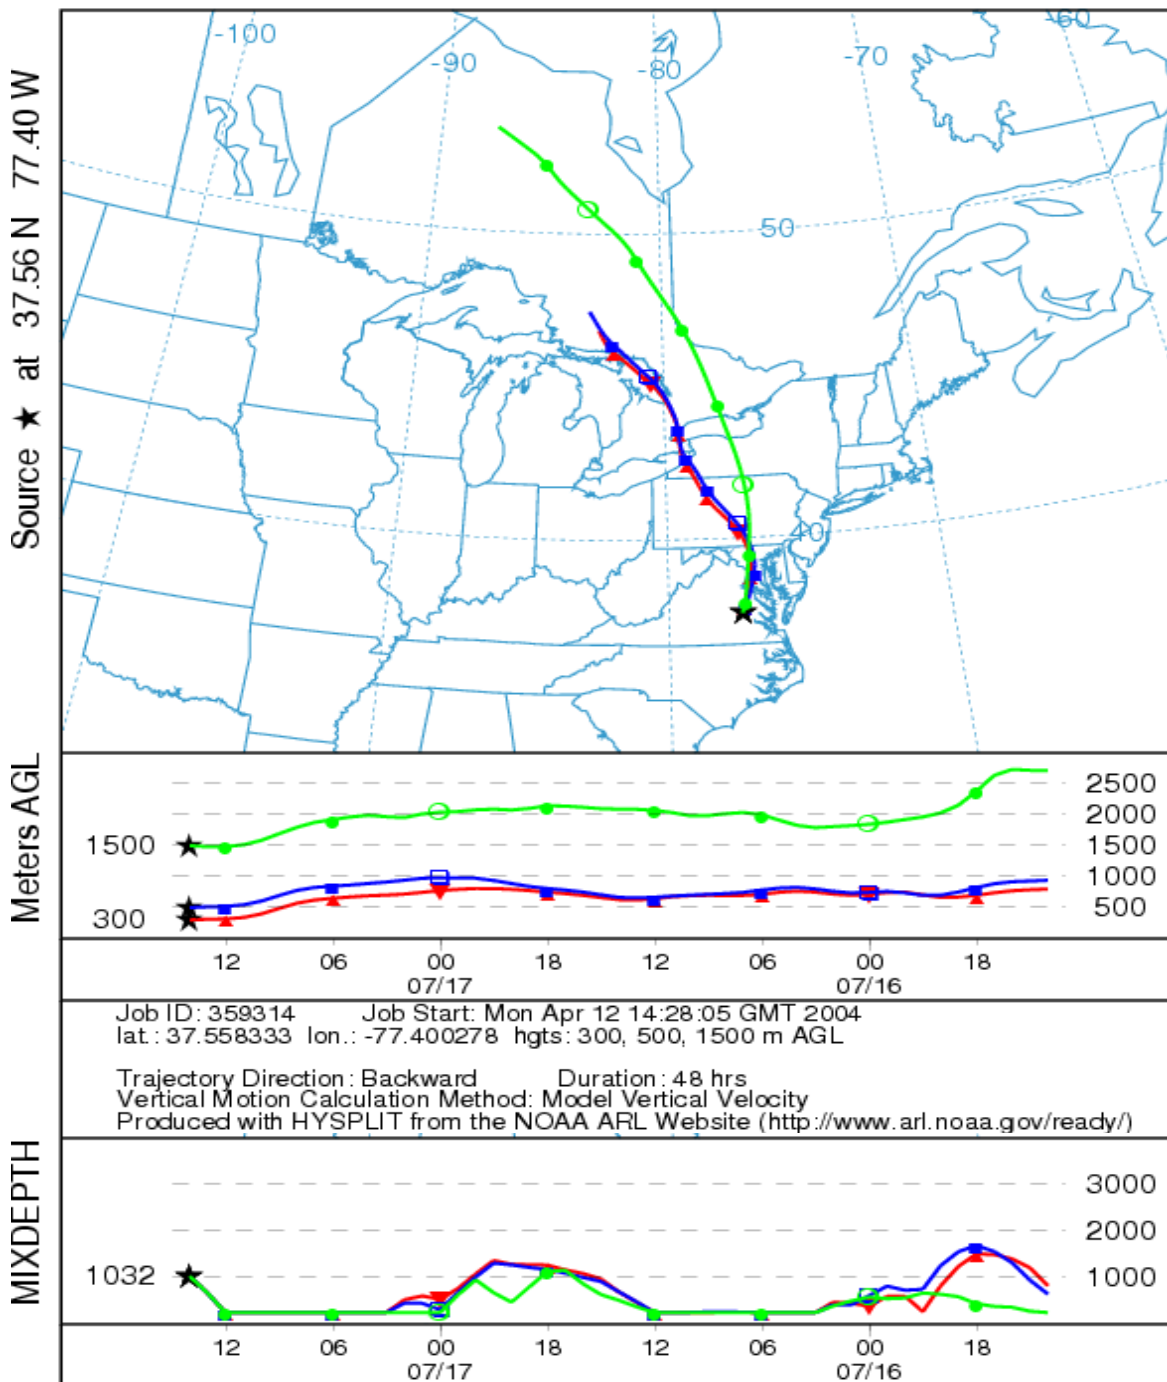 Source ★ at 37.56 N 77.40 W
-100
-90
-80
-70
-60
50
40
Meters AGL
2500
2000
1500
1000
500
1500
300
12 06 00 18 12 06 00 18
07/17 07/16
Job ID: 359314 Job Start: Mon Apr 12 14:28:05 GMT 2004
lat.: 37.558333 lon.: -77.400278 hgts: 300, 500, 1500 m AGL
Trajectory Direction: Backward Duration: 48 hrs
Vertical Motion Calculation Method: Model Vertical Velocity
Produced with HYSPLIT from the NOAA ARL Website (http://www.arl.noaa.gov/ready/)
MIXDEPTH
3000
2000
1000
1032
12 06 00 18 12 06 00 18
07/17 07/16